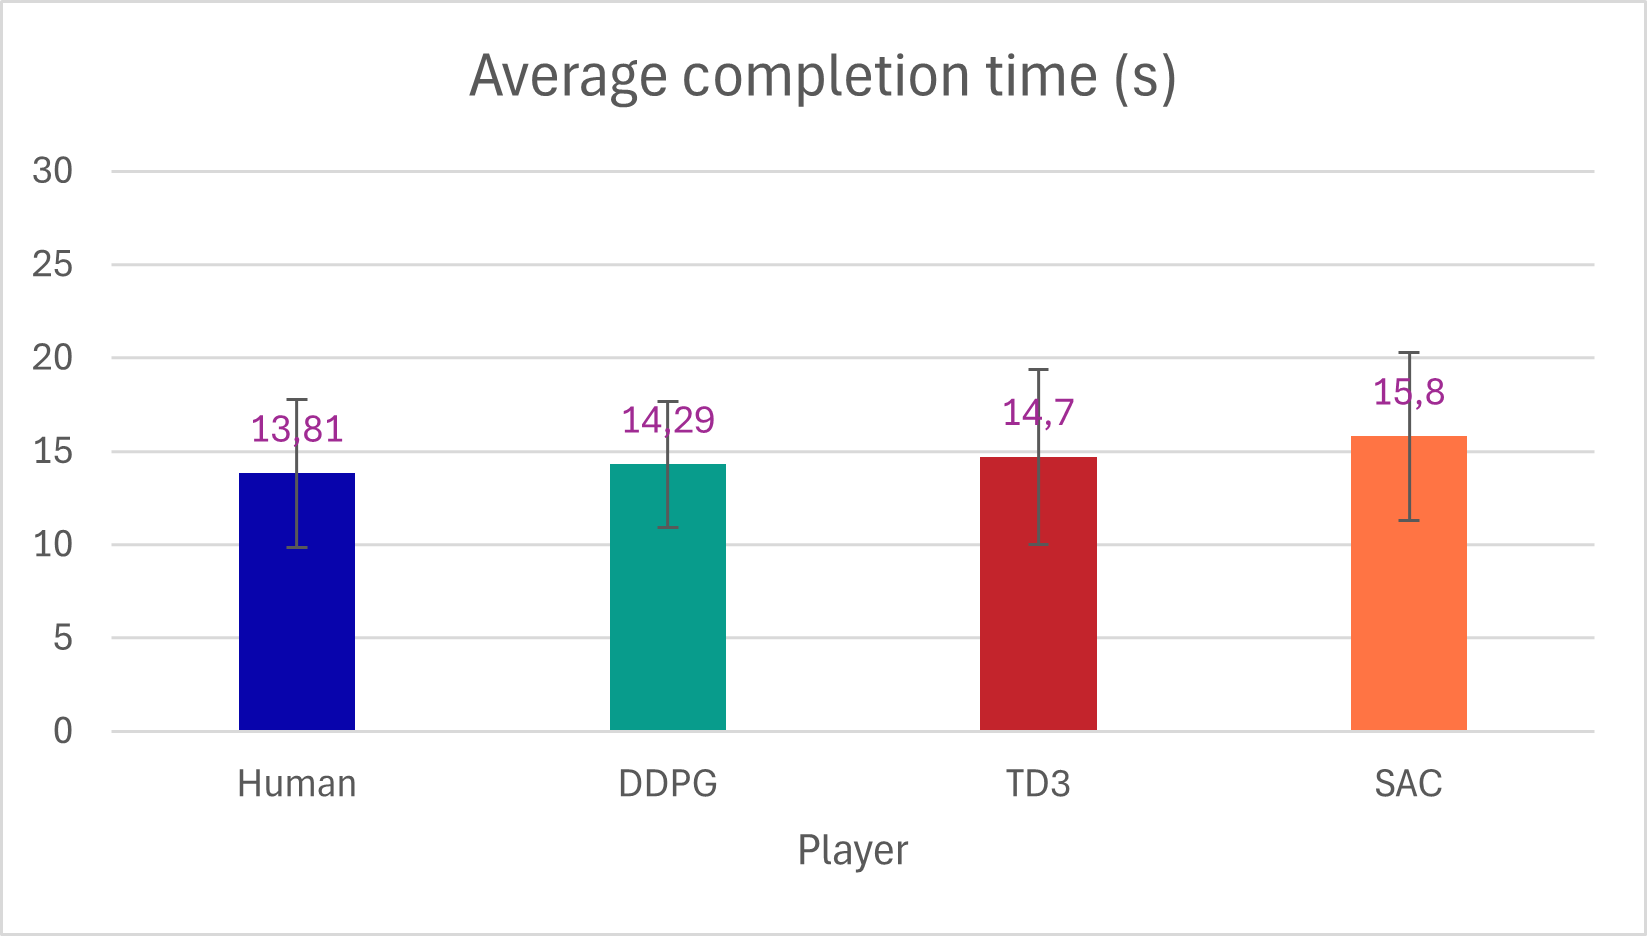 Average completion time (s)
30
25
20
15
10
5
0
13,81
14,29
14,7
15,8
Human
DDPG
TD3
SAC
Player